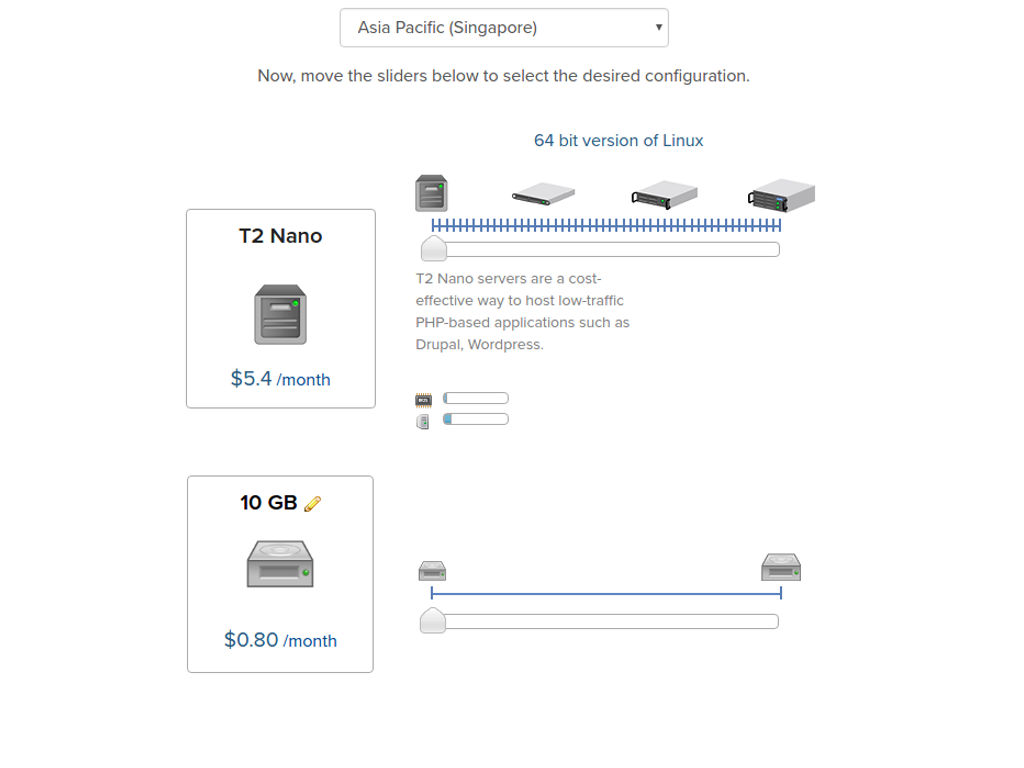 Asia Pacific (Singapore)
Now, move the sliders below to select the desired configuration.
64 bit version of Linux
T2 Nano
$5.4 /month
T2 Nano servers are a cost-
effective way to host low-traffic
PHP-based applications such as
Drupal, Wordpress.
10 GB
$0.80 /month